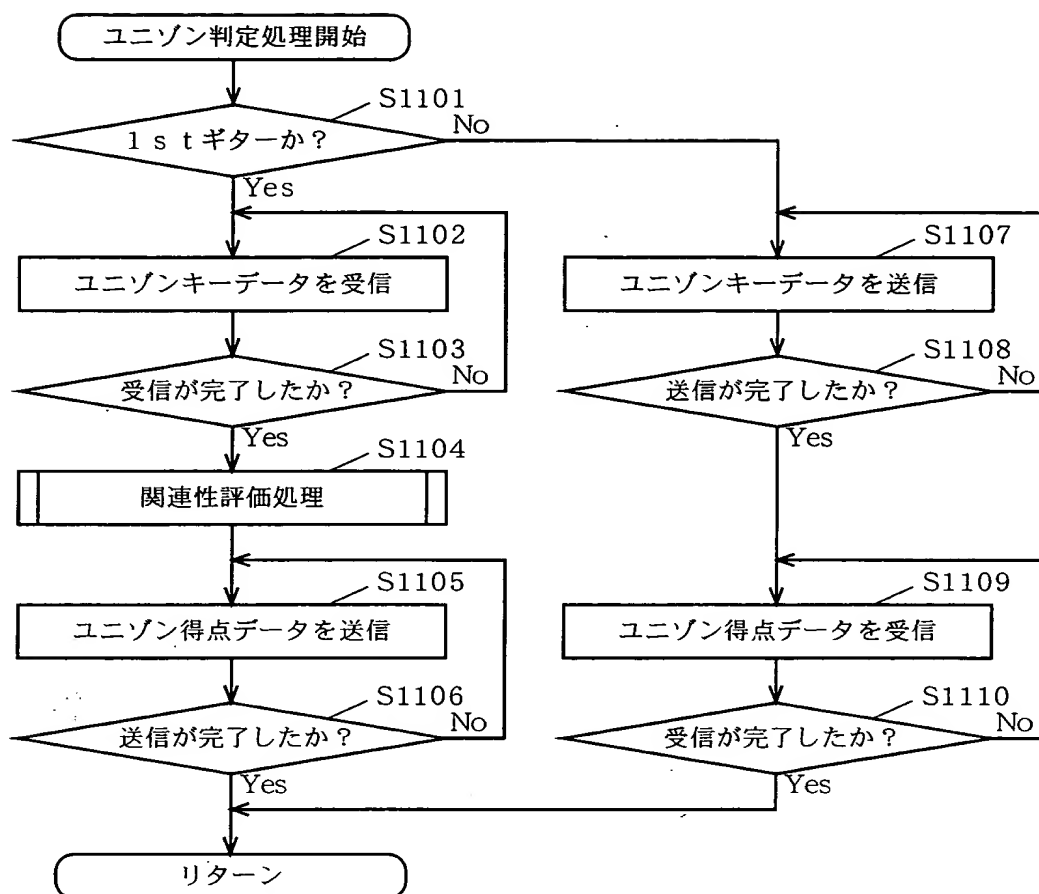 ユニゾン判定処理開始
S1101
1stギターか?
No
Yes
S1102
ユニゾンキーデータを受信
S1103
受信が完了したか?
No
Yes
S1104
関連性評価処理
S1105
ユニゾン得点データを送信
S1106
送信が完了したか?
No
Yes
S1107
ユニゾンキーデータを送信
S1108
送信が完了したか?
No
Yes
S1109
ユニゾン得点データを受信
S1110
受信が完了したか?
No
Yes
リターン